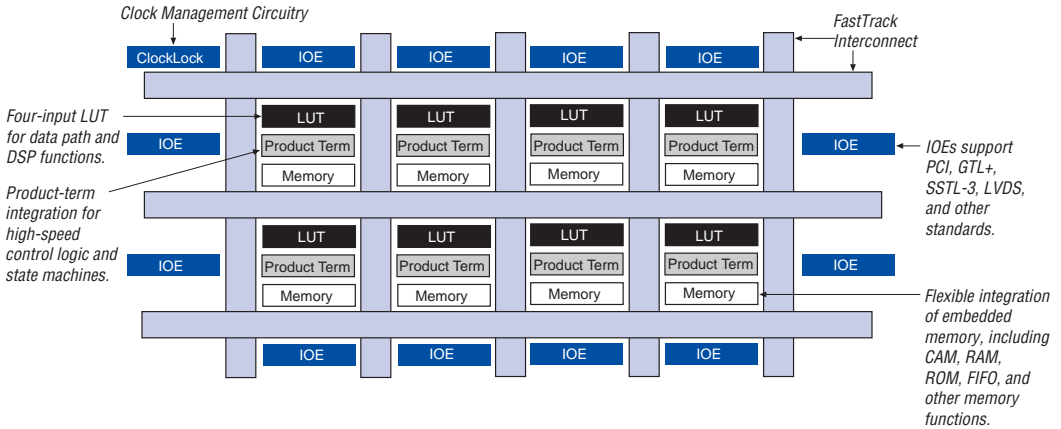 Clock Management Circuitry
FastTrack
Interconnect
ClockLock
IOE
IOE
IOE
IOE
Four-input LUT
for data path and
DSP functions.
LUT
LUT
LUT
LUT
IOE
Product Term
Product Term
Product Term
Product Term
IOE
IOEs support
PCI, GTL+,
SSTL-3, LVDS,
and other
standards.
Memory
Memory
Memory
Memory
Product-term
integration for
high-speed
control logic and
state machines.
LUT
LUT
LUT
LUT
IOE
Product Term
Product Term
Product Term
Product Term
IOE
Memory
Memory
Memory
Memory
Flexible integration
of embedded
memory, including
CAM, RAM,
ROM, FIFO, and
other memory
functions.
IOE
IOE
IOE
IOE